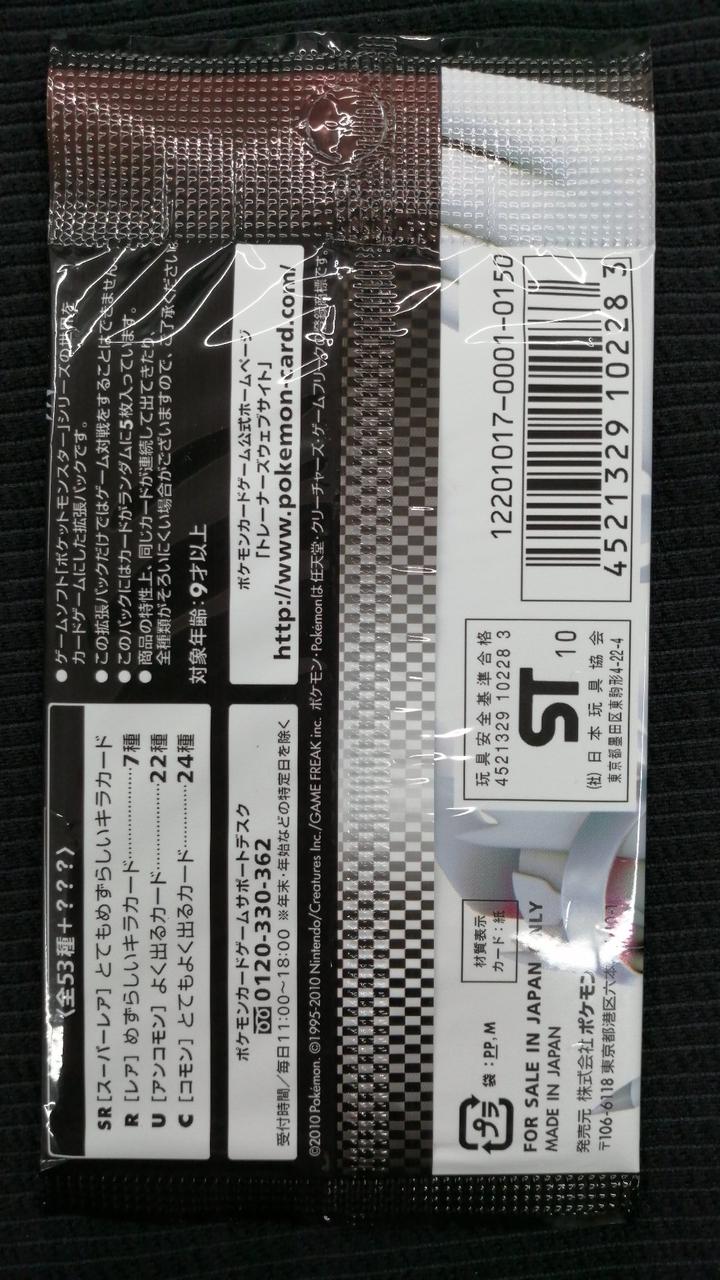 〈全53種+???〉
SR［スーパーレア］とてもめずらしいキラカード……7種
R［レア］めずらしいキラカード……
U［アンコモン］よく出るカード……22種
C［コモン］とてもよく出るカード……24種
●ゲームソフト「ポケットモンスター」シリーズの世界を
カードゲームにした拡張パックです。
●この拡張パックだけではゲーム対戦をすることはできません。
●このパックにはカードがランダムに5枚入っています。
●商品の特性上、同じカードが連続して出てきたり、
全種類がそろいにくい場合がございますので、ご了承ください。
対象年齢:9才以上
ポケモンカードゲームサポートデスク
0120-330-362
受付時間/毎日11:00〜18:00 ※年末・年始などの特定日を除く
ポケモンカードゲーム公式ホームページ
「トレーナーズウェブサイト」
http://www.pokemon-card.com/
©2010 Pokémon. ©1995-2010 Nintendo/Creatures Inc./GAME FREAK inc. ポケモン・Pokémonは任天堂・クリーチャーズ・ゲームフリークの登録商標です。
プラ
袋:PP,M
材質表示
カード:紙
FOR SALE IN JAPAN ONLY
MADE IN JAPAN
発売元 株式会社ポケモン
〒106-6118 東京都港区六本
玩具安全基準合格
4521329 10228 3
ST 10
(社)日本玩具協会
東京都墨田区東駒形4-22-4
12201017-0001-0150
4521329 102283